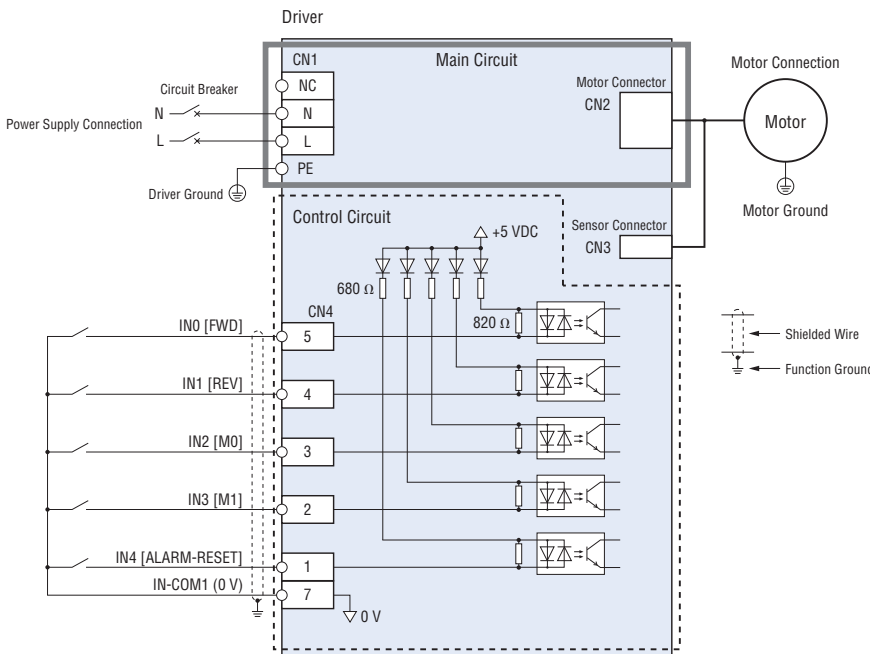 Driver
CN1
Main Circuit
NC
Circuit Breaker
Motor Connector
CN2
Motor Connection
N
N
Power Supply Connection
L
L
Motor
PE
Driver Ground
Motor Ground
Control Circuit
+5 VDC
Sensor Connector
CN3
680 Ω
CN4
820 Ω
IN0 [FWD]
5
Shielded Wire
Function Ground
IN1 [REV]
4
IN2 [M0]
3
IN3 [M1]
2
IN4 [ALARM-RESET]
1
IN-COM1 (0 V)
7
0 V